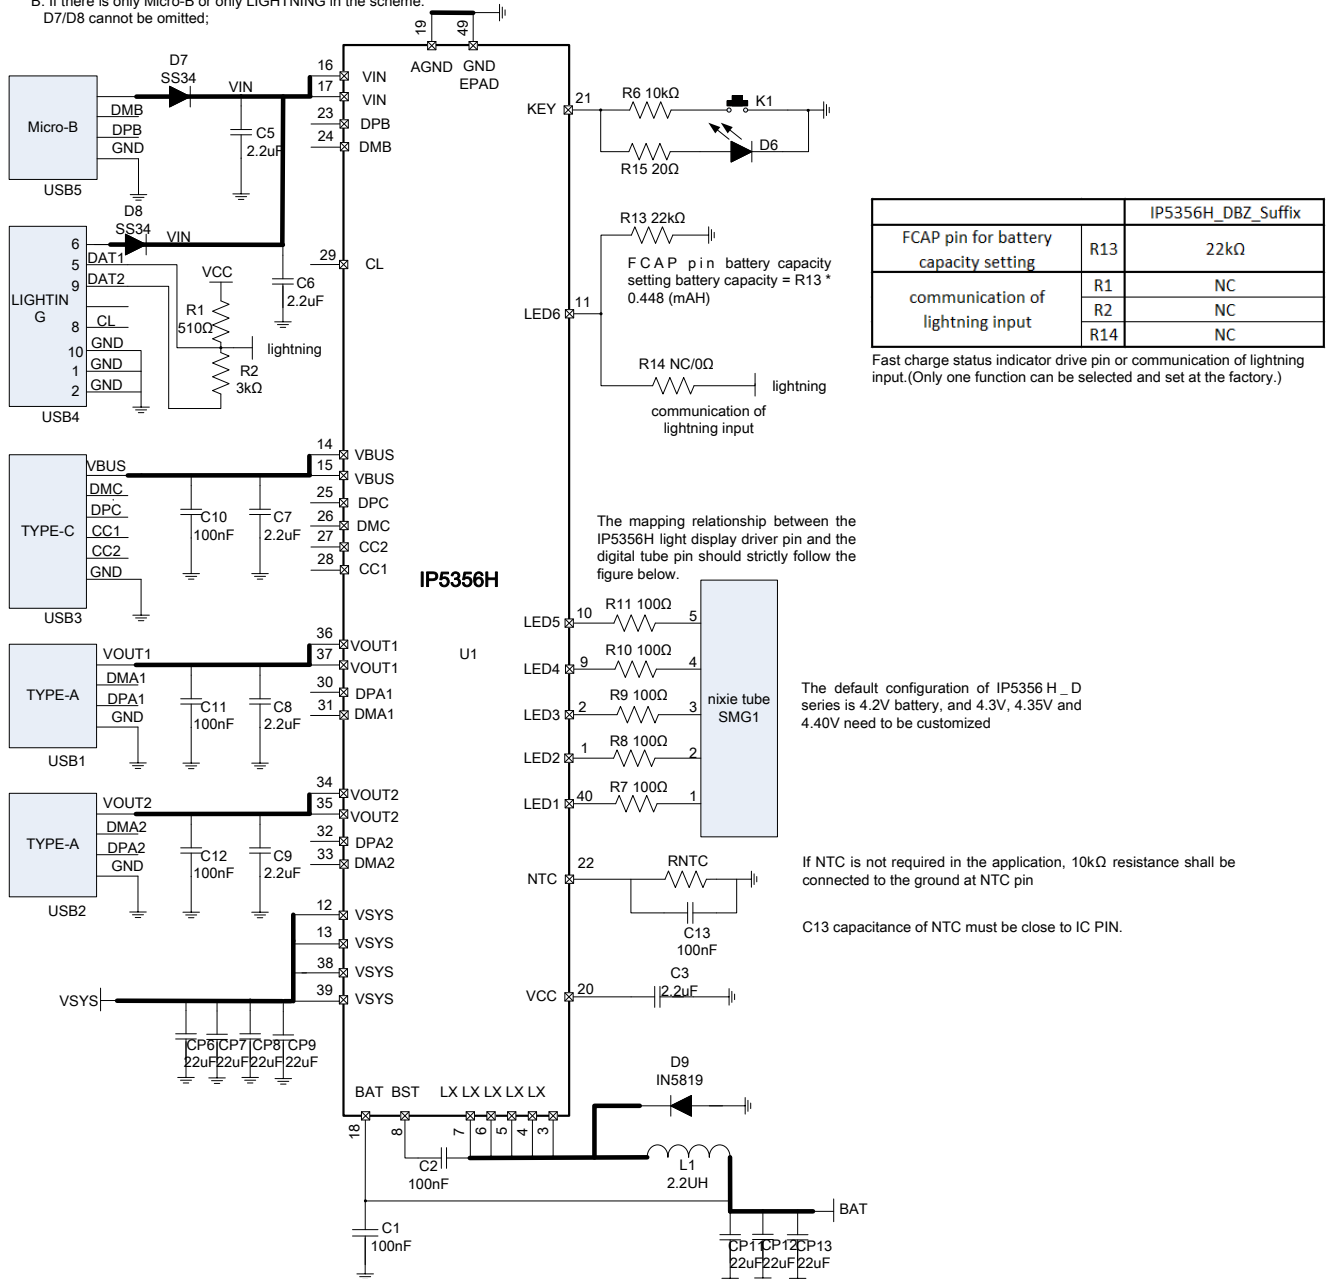 B. If there is only Micro-B or only LIGHTNING in the scheme.
D7/D8 cannot be omitted;
19
49
AGND
GND
EPAD
D7
SS34
VIN
Micro-B
DMB
DPB
GND
USB5
C5
2.2uF
16
VIN
17
VIN
23
DPB
24
DMB
D8
SS34
VIN
6
DAT1
5
DAT2
9
LIGHTIN
G
CL
8
GND
10
GND
1
GND
2
USB4
VCC
R1
510Ω
C6
2.2uF
lightning
R2
3kΩ
29
CL
VBUS
DMC
DPC
CC1
CC2
GND
TYPE-C
USB3
C10
100nF
C7
2.2uF
14
VBUS
15
VBUS
25
DPC
26
DMC
27
CC2
28
CC1
IP5356H
U1
VOUT1
DMA1
DPA1
GND
TYPE-A
USB1
C11
100nF
C8
2.2uF
36
VOUT1
37
VOUT1
30
DPA1
31
DMA1
VOUT2
DMA2
DPA2
GND
TYPE-A
USB2
C12
100nF
C9
2.2uF
34
VOUT2
35
VOUT2
32
DPA2
33
DMA2
12
VSYS
13
VSYS
38
VSYS
39
VSYS
VSYS
CP6
22uF
CP7
22uF
CP8
22uF
CP9
22uF
KEY
21
R6 10kΩ
K1
D6
R15 20Ω
R13 22kΩ
FCAP pin battery capacity
setting battery capacity = R13 *
0.448 (mAH)
LED6
11
R14 NC/0Ω
lightning
communication of
lightning input
IP5356H_DBZ_Suffix
FCAP pin for battery
capacity setting
R13
22kΩ
communication of
lightning input
R1
NC
R2
NC
R14
NC
Fast charge status indicator drive pin or communication of lightning
input.(Only one function can be selected and set at the factory.)
The mapping relationship between the
IP5356H light display driver pin and the
digital tube pin should strictly follow the
figure below.
LED5
10
R11 100Ω
5
LED4
9
R10 100Ω
4
LED3
2
R9 100Ω
3
LED2
1
R8 100Ω
2
LED1
40
R7 100Ω
1
nixie tube
SMG1
The default configuration of IP5356H_D
series is 4.2V battery, and 4.3V, 4.35V and
4.40V need to be customized
NTC
22
RNTC
C13
100nF
If NTC is not required in the application, 10kΩ resistance shall be
connected to the ground at NTC pin
C13 capacitance of NTC must be close to IC PIN.
VCC
20
C3
2.2uF
BAT
BST
LX LX LX LX LX
18
8
7
6
5
4
3
D9
IN5819
C2
100nF
L1
2.2UH
C1
100nF
BAT
CP11
22uF
CP12
22uF
CP13
22uF